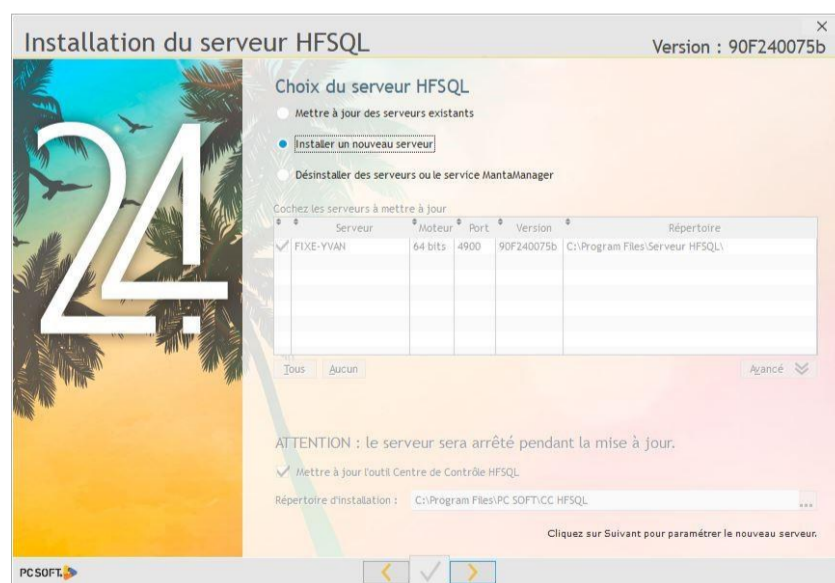 Installation du serveur HFSQL
Version : 90F240075b
24
Choix du serveur HFSQL
Mettre à jour des serveurs existants
Installer un nouveau serveur
Désinstaller des serveurs ou le service MantaManager
Cochez les serveurs à mettre à jour
Serveur Moteur Port Version Répertoire
FIXE-YVAN 64 bits 4900 90F240075b C:\Program Files\Serveur HFSQL\
Tous Aucun Avancé
ATTENTION : le serveur sera arrêté pendant la mise à jour.
Mettre à jour l'outil Centre de Contrôle HFSQL
Répertoire d'installation : C:\Program Files\PC SOFT\CC HFSQL ...
Cliquez sur Suivant pour paramétrer le nouveau serveur.
PC SOFT